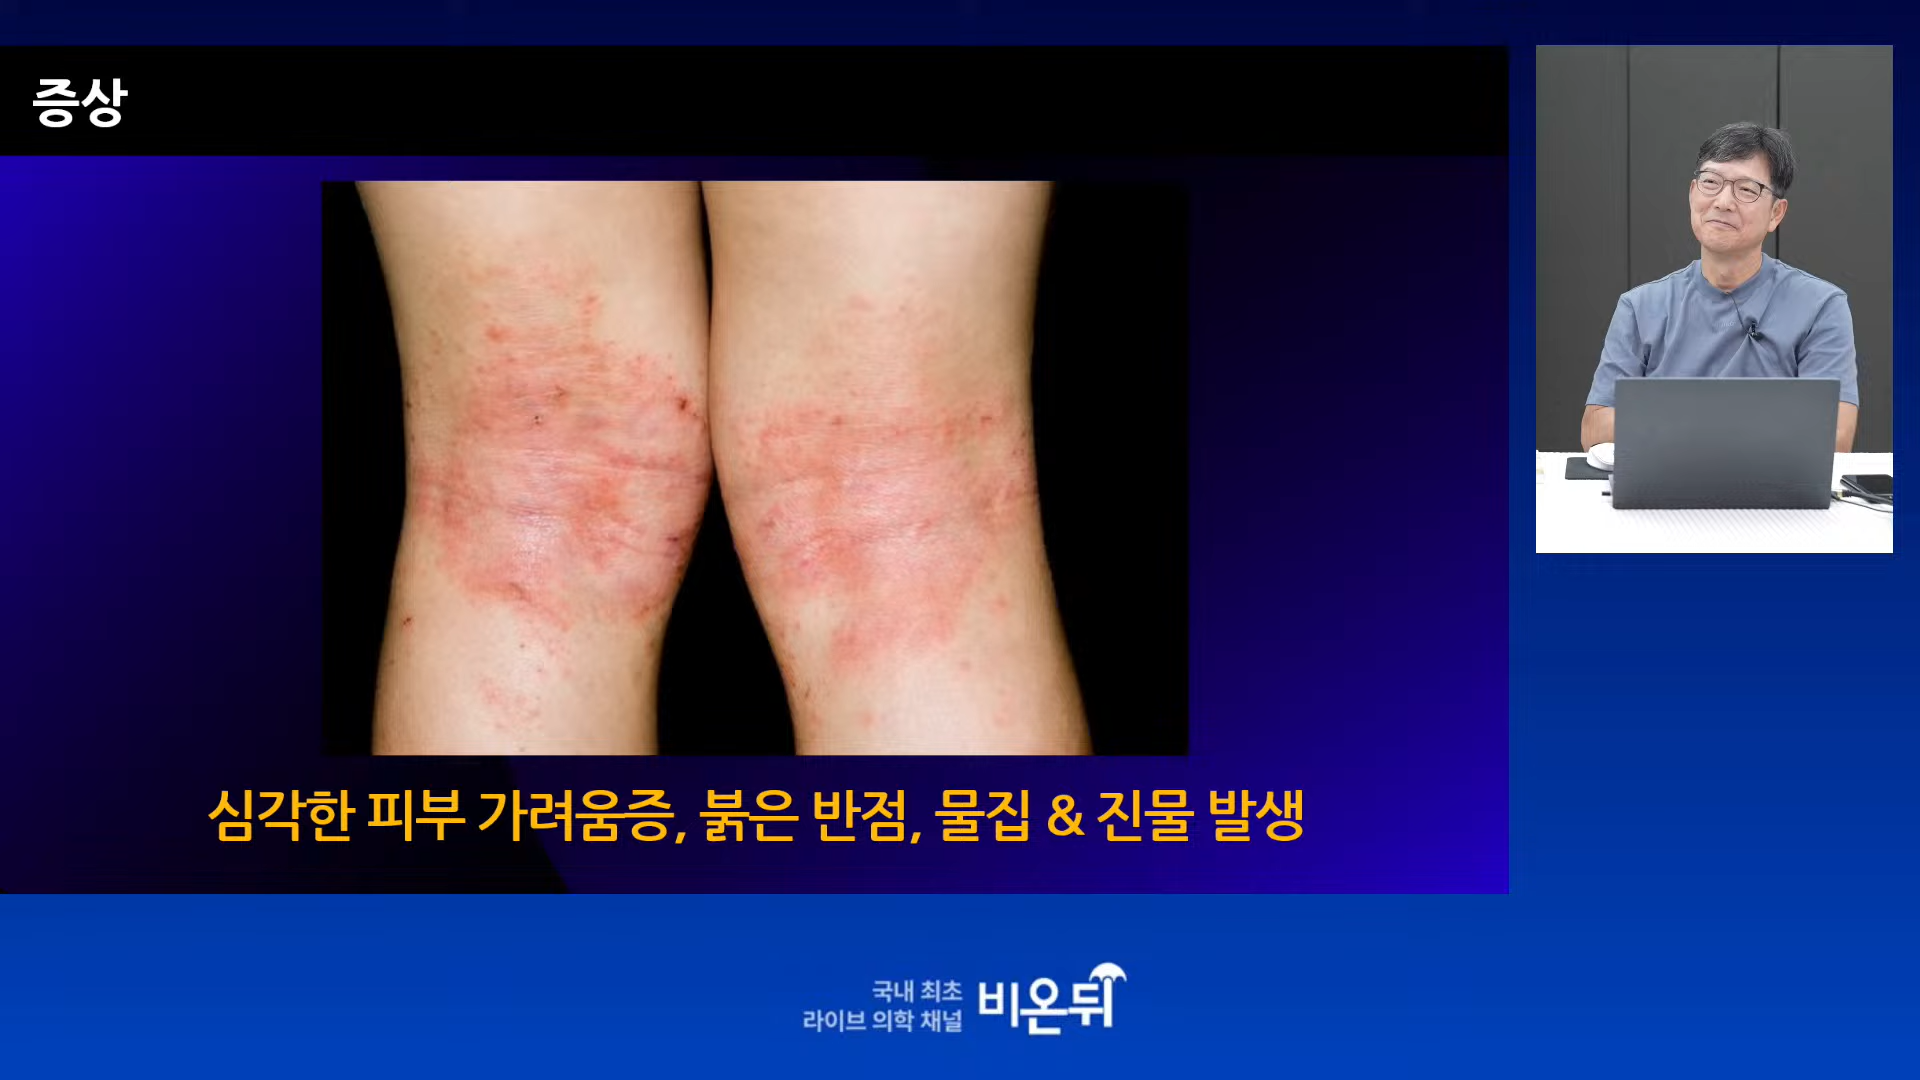 증상
심각한 피부 가려움증, 붉은 반점, 물집 & 진물 발생
국내 최초
라이브 의학 채널
비온뒤